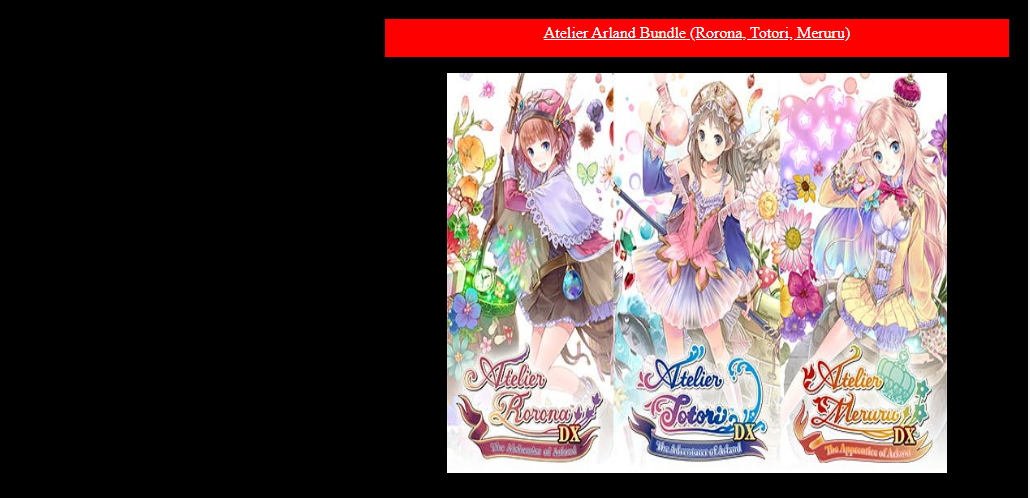 Atelier Arland Bundle (Rorona, Totori, Meruru)
Atelier
Rorona
DX
The Alchemist of Arland
Atelier
Totori
DX
The Adventurer of Arland
Atelier
Meruru
DX
The Apprentice of Arland